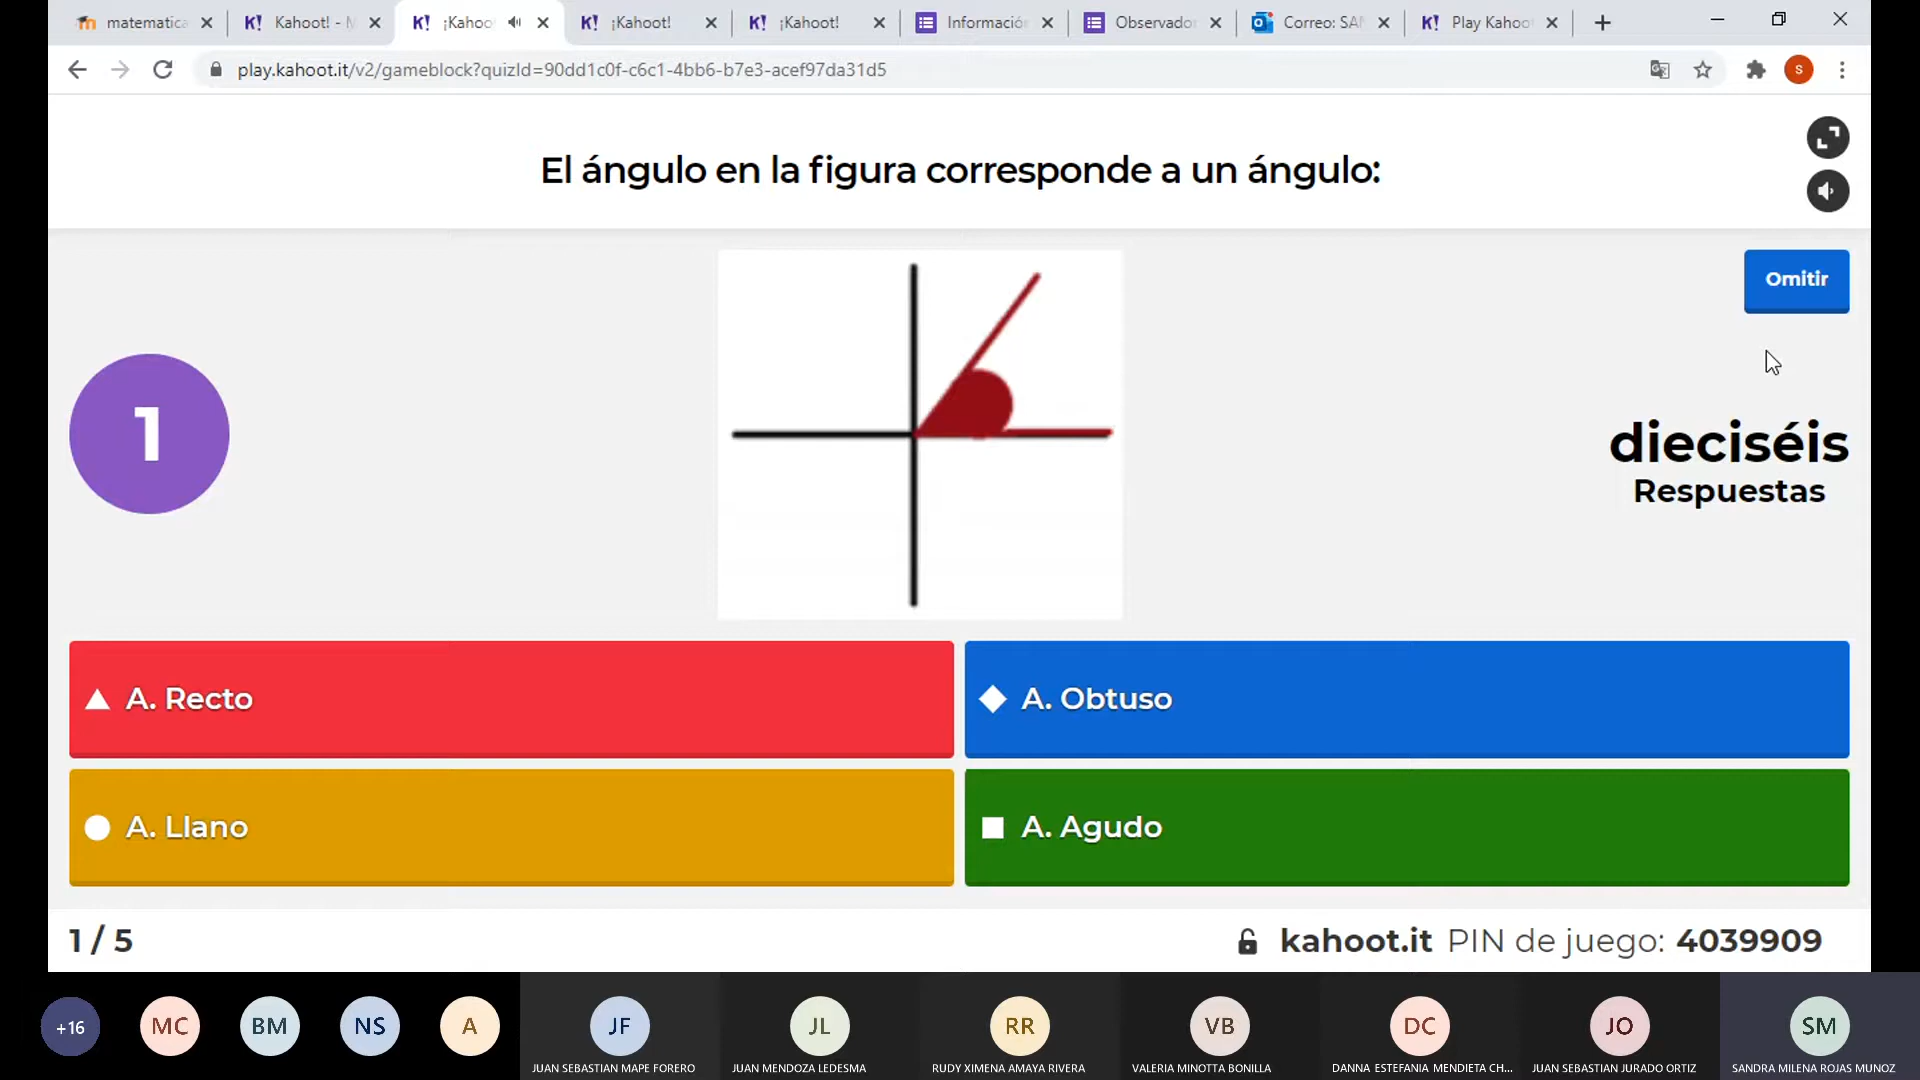 matematica
Kahoot! - M
¡Kahoo
¡Kahoot!
¡Kahoot!
Informació
Observado
Correo: SA
Play Kahoo
play.kahoot.it/v2/gameblock?quizId=90dd1c0f-c6c1-4bb6-b7e3-acef97da31d5
S
El ángulo en la figura corresponde a un ángulo:
Omitir
1
dieciséis
Respuestas
A. Recto
A. Obtuso
A. Llano
A. Agudo
1 / 5
kahoot.it PIN de juego: 4039909
+16
MC
BM
NS
A
JF
JL
RR
VB
DC
JO
SM
JUAN SEBASTIAN MAPE FORERO
JUAN MENDOZA LEDESMA
RUDY XIMENA AMAYA RIVERA
VALERIA MINOTTA BONILLA
DANNA ESTEFANIA MENDIETA CH...
JUAN SEBASTIAN JURADO ORTIZ
SANDRA MILENA ROJAS MUNOZ